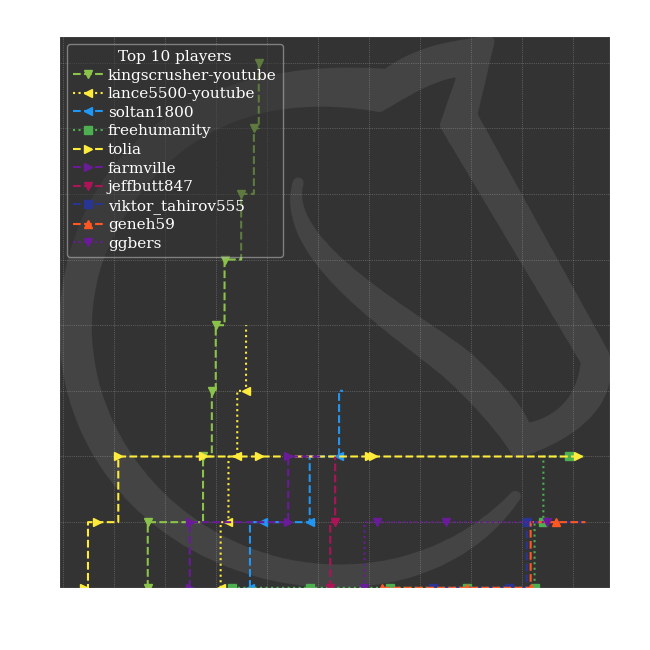 Top 10 players
kingscrusher-youtube
lance5500-youtube
soltan1800
freehumanity
tolia
farmville
jeffbutt847
viktor_tahirov555
geneh59
ggbers